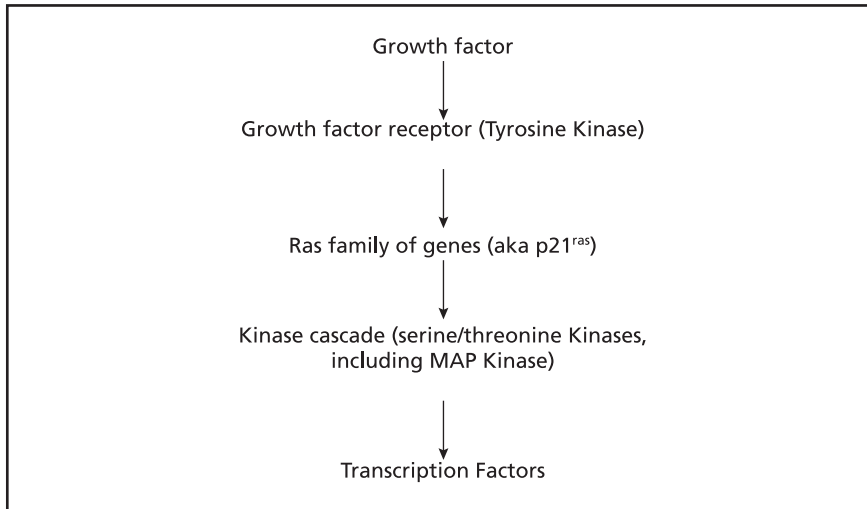 Growth factor
Growth factor receptor (Tyrosine Kinase)
Ras family of genes (aka p21ras)
Kinase cascade (serine/threonine Kinases,
including MAP Kinase)
Transcription Factors